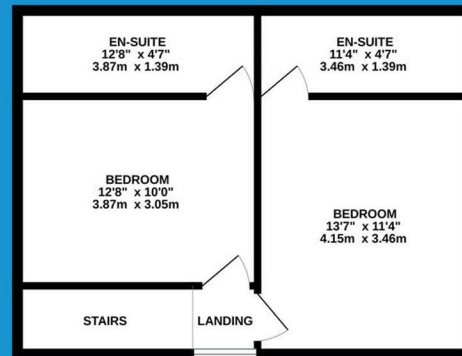 EN-SUITE
12'8" x 4'7"
3.87m x 1.39m
EN-SUITE
11'4" x 4'7"
3.46m x 1.39m
BEDROOM
12'8" x 10'0"
3.87m x 3.05m
BEDROOM
13'7" x 11'4"
4.15m x 3.46m
STAIRS
LANDING